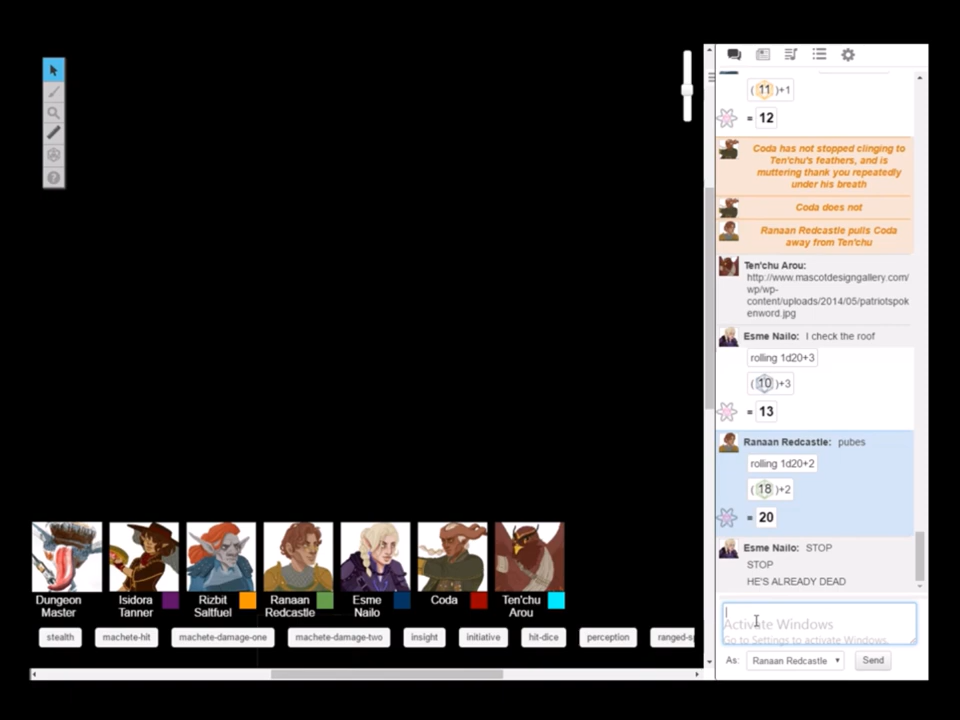 ( 11 )+1
= 12
Coda has not stopped clinging to
Ten'chu's feathers, and is
muttering thank you repeatedly
under his breath
Coda does not
Ranaan Redcastle pulls Coda
away from Ten'chu
Ten'chu Arou:
http://www.mascotdesigngallery.com/
wp/wp-
content/uploads/2014/05/patriotspok
enword.jpg
Esme Nailo: I check the roof
rolling 1d20+3
( 10 )+3
= 13
Ranaan Redcastle: pubes
rolling 1d20+2
( 18 )+2
= 20
Esme Nailo: STOP
STOP
HE'S ALREADY DEAD
Activate Windows
Go to Settings to activate Windows.
As: Ranaan Redcastle Send
Dungeon Master
Isidora Tanner
Rizbit Saltfuel
Ranaan Redcastle
Esme Nailo
Coda
Ten'chu Arou
stealth machete-hit machete-damage-one machete-damage-two insight initiative hit-dice perception